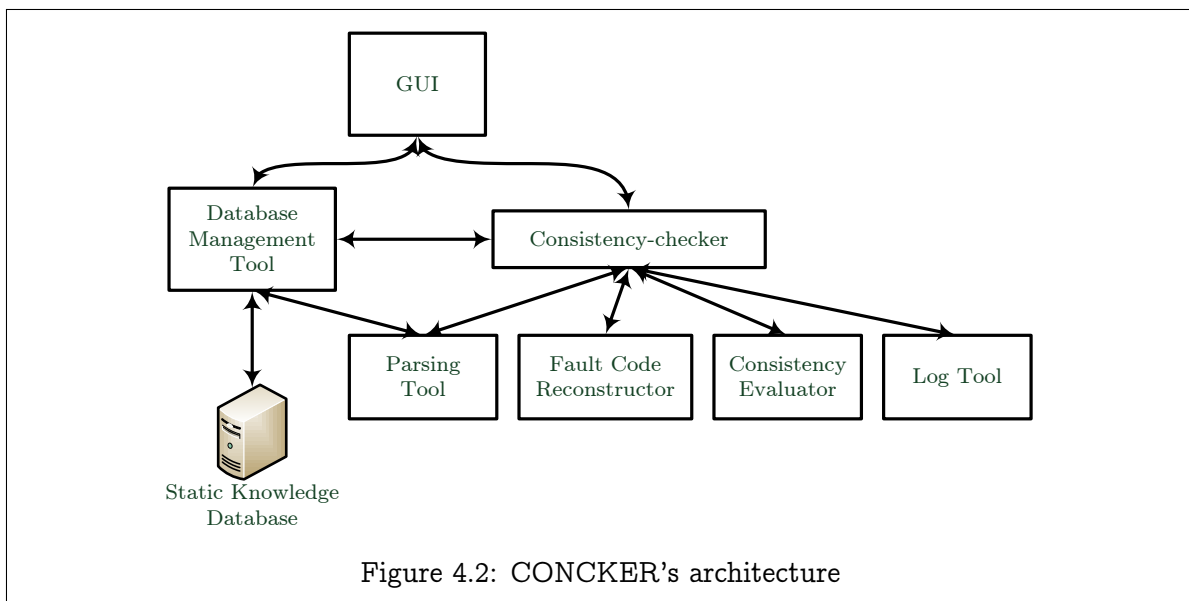 GUI
Database
Management
Tool
Consistency-checker
Parsing
Tool
Fault Code
Reconstructor
Consistency
Evaluator
Log Tool
Static Knowledge
Database
Figure 4.2: CONCKER's architecture